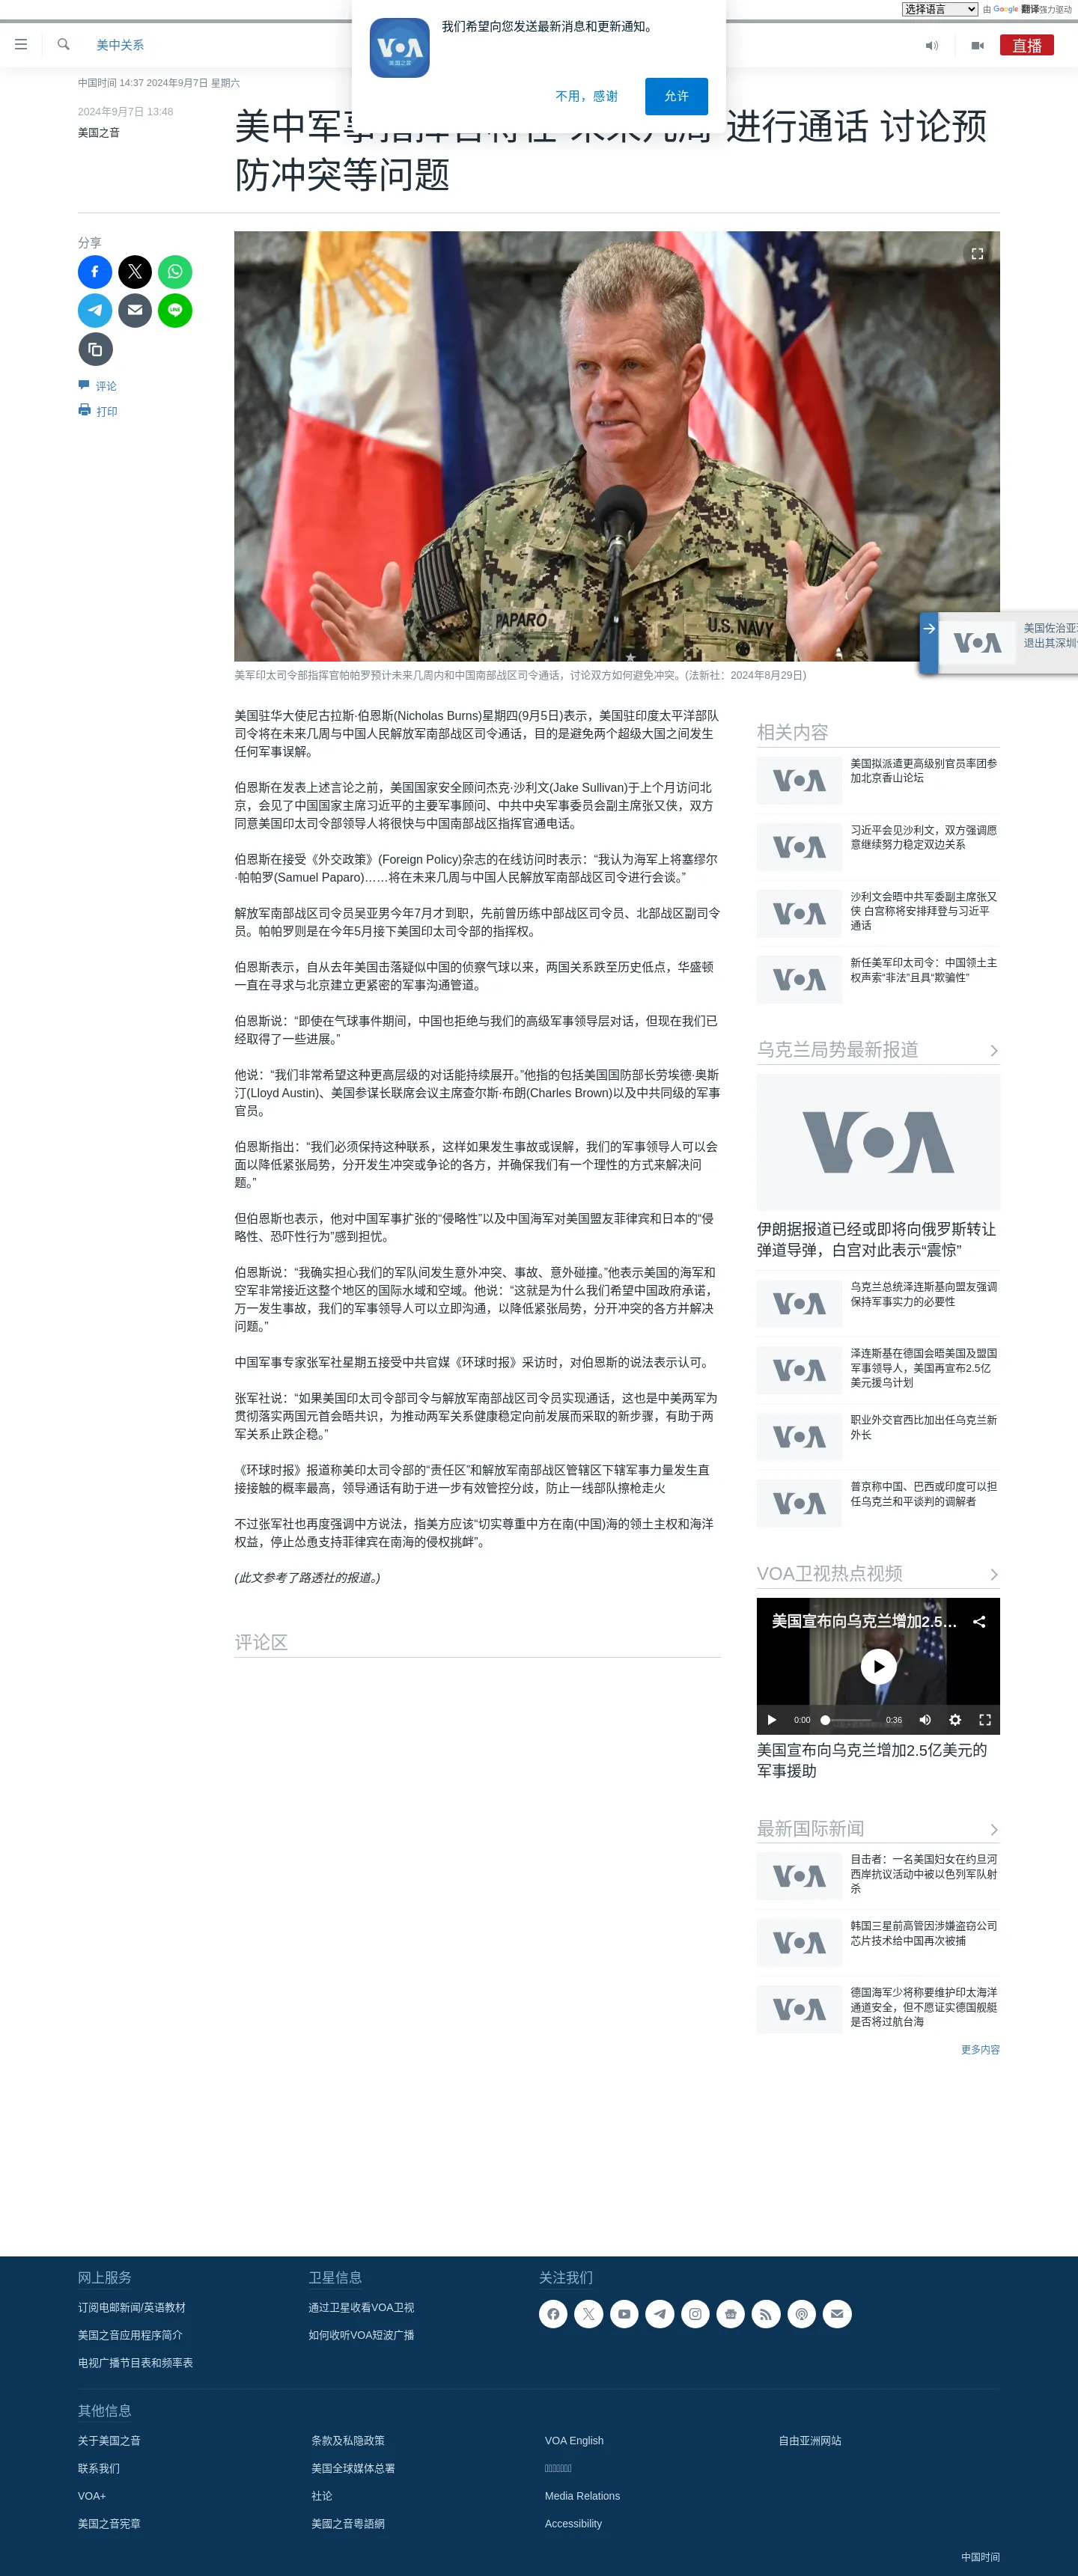 选择语言
由 Google 翻译强力驱动
我们希望向您发送最新消息和更新通知。
VOA
美国之音
不用，感谢
允许
美中关系
直播
中国时间 14:37 2024年9月7日 星期六
2024年9月7日 13:48
美国之音
进行通话 讨论预
防冲突等问题
分享
评论
打印
PAPARO
U.S. NAVY
美国佐治亚
退出其深圳
VOA
美军印太司令部指挥官帕帕罗预计未来几周内和中国南部战区司令通话，讨论双方如何避免冲突。(法新社：2024年8月29日)
美国驻华大使尼古拉斯·伯恩斯(Nicholas Burns)星期四(9月5日)表示，美国驻印度太平洋部队
司令将在未来几周与中国人民解放军南部战区司令通话，目的是避免两个超级大国之间发生
任何军事误解。
伯恩斯在发表上述言论之前，美国国家安全顾问杰克·沙利文(Jake Sullivan)于上个月访问北
京，会见了中国国家主席习近平的主要军事顾问、中共中央军事委员会副主席张又侠，双方
同意美国印太司令部领导人将很快与中国南部战区指挥官通电话。
伯恩斯在接受《外交政策》(Foreign Policy)杂志的在线访问时表示：“我认为海军上将塞缪尔
·帕帕罗(Samuel Paparo)……将在未来几周与中国人民解放军南部战区司令进行会谈。”
解放军南部战区司令员吴亚男今年7月才到职，先前曾历练中部战区司令员、北部战区副司令
员。帕帕罗则是在今年5月接下美国印太司令部的指挥权。
伯恩斯表示，自从去年美国击落疑似中国的侦察气球以来，两国关系跌至历史低点，华盛顿
一直在寻求与北京建立更紧密的军事沟通管道。
伯恩斯说：“即使在气球事件期间，中国也拒绝与我们的高级军事领导层对话，但现在我们已
经取得了一些进展。”
他说：“我们非常希望这种更高层级的对话能持续展开。”他指的包括美国国防部长劳埃德·奥斯
汀(Lloyd Austin)、美国参谋长联席会议主席查尔斯·布朗(Charles Brown)以及中共同级的军事
官员。
伯恩斯指出：“我们必须保持这种联系，这样如果发生事故或误解，我们的军事领导人可以会
面以降低紧张局势，分开发生冲突或争论的各方，并确保我们有一个理性的方式来解决问
题。”
但伯恩斯也表示，他对中国军事扩张的“侵略性”以及中国海军对美国盟友菲律宾和日本的“侵
略性、恐吓性行为”感到担忧。
伯恩斯说：“我确实担心我们的军队间发生意外冲突、事故、意外碰撞。”他表示美国的海军和
空军非常接近这整个地区的国际水域和空域。他说：“这就是为什么我们希望中国政府承诺，
万一发生事故，我们的军事领导人可以立即沟通，以降低紧张局势，分开冲突的各方并解决
问题。”
中国军事专家张军社星期五接受中共官媒《环球时报》采访时，对伯恩斯的说法表示认可。
张军社说：“如果美国印太司令部司令与解放军南部战区司令员实现通话，这也是中美两军为
贯彻落实两国元首会晤共识，为推动两军关系健康稳定向前发展而采取的新步骤，有助于两
军关系止跌企稳。”
《环球时报》报道称美印太司令部的“责任区”和解放军南部战区管辖区下辖军事力量发生直
接接触的概率最高，领导通话有助于进一步有效管控分歧，防止一线部队擦枪走火
不过张军社也再度强调中方说法，指美方应该“切实尊重中方在南(中国)海的领土主权和海洋
权益，停止怂恿支持菲律宾在南海的侵权挑衅”。
(此文参考了路透社的报道。)
评论区
相关内容
VOA
美国拟派遣更高级别官员率团参
加北京香山论坛
VOA
习近平会见沙利文，双方强调愿
意继续努力稳定双边关系
VOA
沙利文会晤中共军委副主席张又
侠 白宫称将安排拜登与习近平
通话
VOA
新任美军印太司令：中国领土主
权声索“非法”且具“欺骗性”
乌克兰局势最新报道
VOA
伊朗据报道已经或即将向俄罗斯转让
弹道导弹，白宫对此表示“震惊”
VOA
乌克兰总统泽连斯基向盟友强调
保持军事实力的必要性
VOA
泽连斯基在德国会晤美国及盟国
军事领导人，美国再宣布2.5亿
美元援乌计划
VOA
职业外交官西比加出任乌克兰新
外长
VOA
普京称中国、巴西或印度可以担
任乌克兰和平谈判的调解者
VOA卫视热点视频
美国宣布向乌克兰增加2.5...
0:00
0:36
美国宣布向乌克兰增加2.5亿美元的
军事援助
最新国际新闻
VOA
目击者：一名美国妇女在约旦河
西岸抗议活动中被以色列军队射
杀
VOA
韩国三星前高管因涉嫌盗窃公司
芯片技术给中国再次被捕
VOA
德国海军少将称要维护印太海洋
通道安全，但不愿证实德国舰艇
是否将过航台海
更多内容
网上服务
订阅电邮新闻/英语教材
美国之音应用程序简介
电视广播节目表和频率表
卫星信息
通过卫星收看VOA卫视
如何收听VOA短波广播
关注我们
其他信息
关于美国之音
联系我们
VOA+
美国之音宪章
条款及私隐政策
美国全球媒体总署
社论
美國之音粵語網
VOA English
Media Relations
Accessibility
自由亚洲网站
中国时间